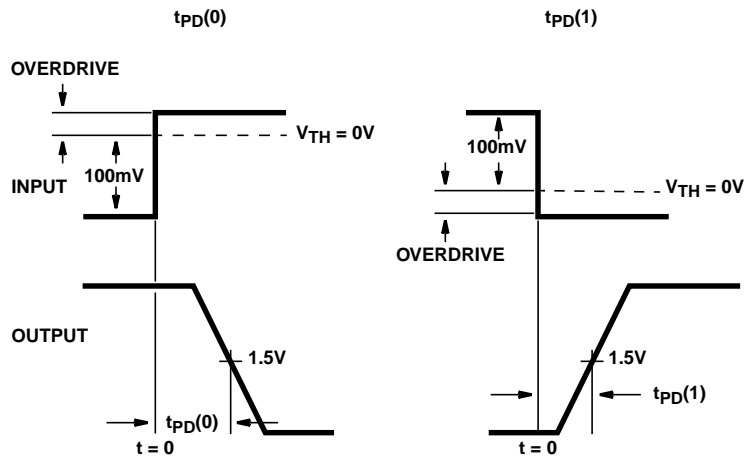 tPD(0)
OVERDRIVE
VTH = 0V
100mV
INPUT
OUTPUT
1.5V
tPD(0)
t = 0
tPD(1)
100mV
VTH = 0V
OVERDRIVE
1.5V
tPD(1)
t = 0